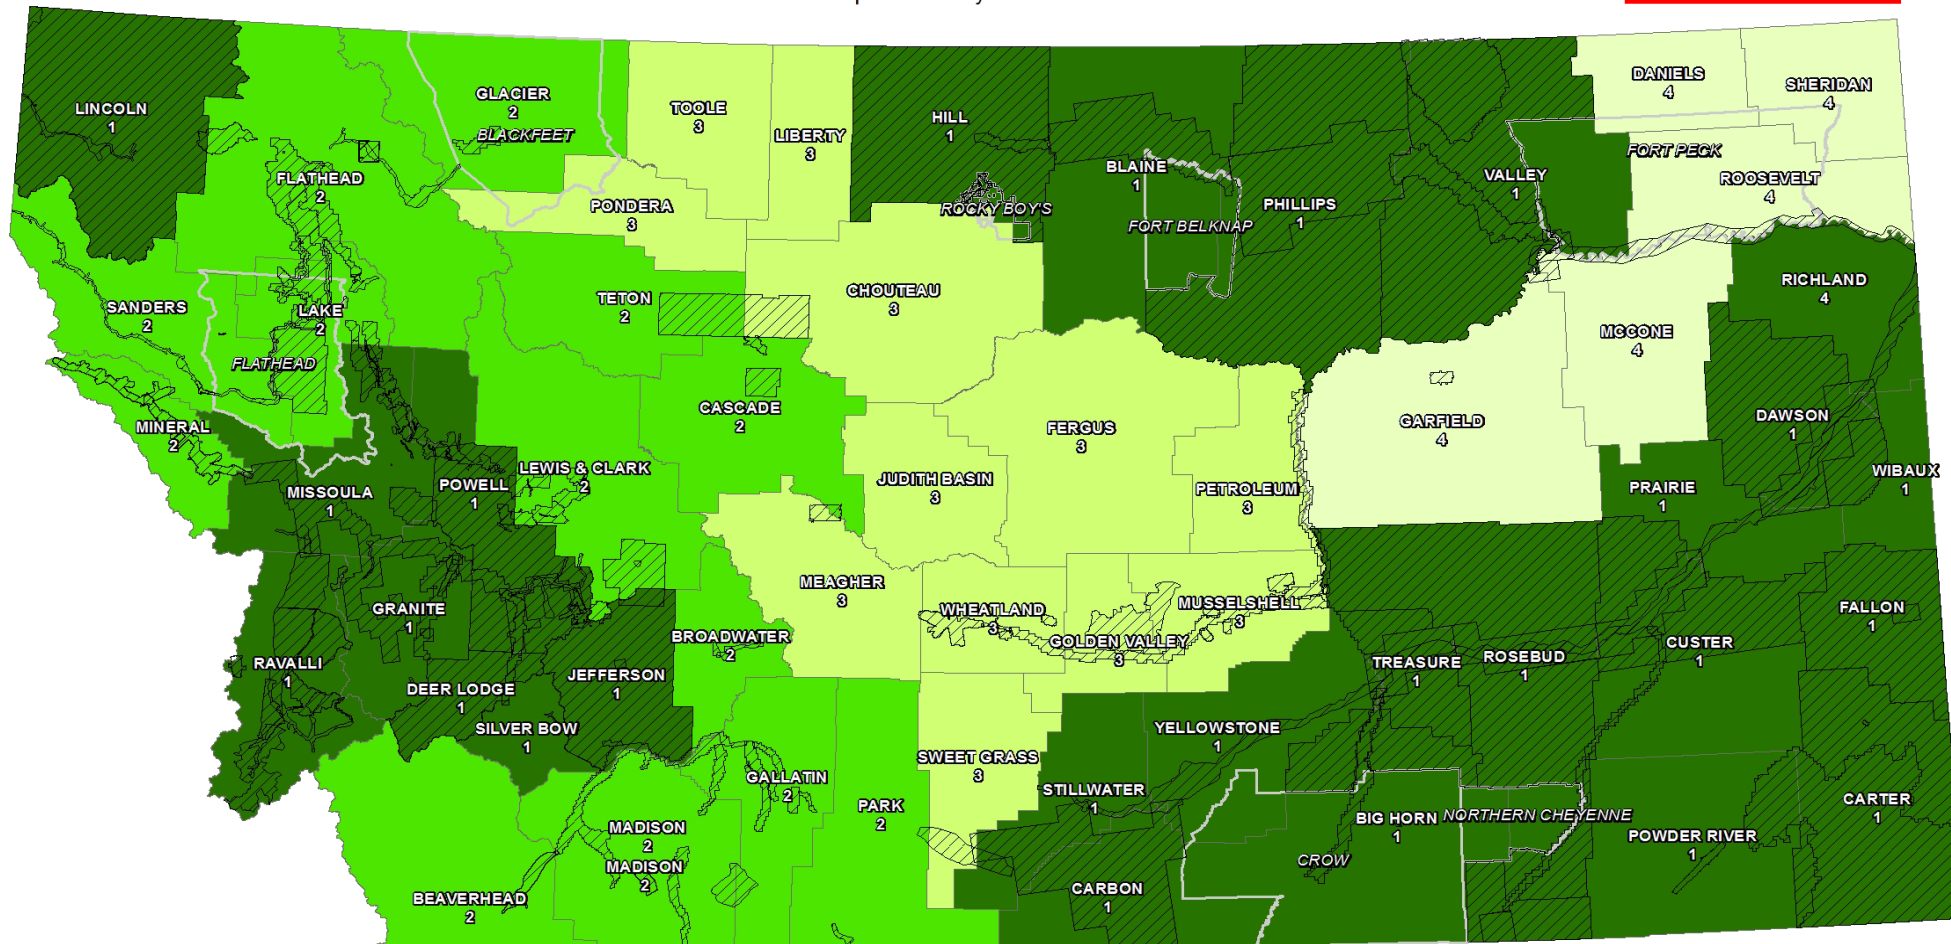 LINCOLN
1
GLACIER
2
BLACKFEET
TOOLE
3
LIBERTY
3
HILL
1
DANIELS
4
SHERIDAN
4
FLATHEAD
2
PONDERA
3
ROCKY BOY'S
BLAINE
1
FORT BELKNAP
PHILLIPS
1
VALLEY
1
FORT PECK
ROOSEVELT
4
SANDERS
2
LAKE
2
FLATHEAD
TETON
2
CHOUTEAU
3
RICHLAND
4
MCCONE
4
MINERAL
2
CASCADE
2
FERGUS
3
GARFIELD
4
DAWSON
1
WIBAUX
1
MISSOULA
1
POWELL
1
LEWIS & CLARK
2
JUDITH BASIN
3
PETROLEUM
3
PRAIRIE
1
GRANITE
1
MEAGHER
3
WHEATLAND
3
GOLDEN VALLEY
3
MUSSELSHELL
3
FALLON
1
RAVALLI
1
DEER LODGE
1
JEFFERSON
1
BROADWATER
2
TREASURE
1
ROSEBUD
1
CUSTER
1
SILVER BOW
1
GALLATIN
2
PARK
2
SWEET GRASS
3
STILLWATER
1
YELLOWSTONE
1
BIG HORN
1
NORTHERN CHEYENNE
CROW
POWDER RIVER
1
CARTER
1
MADISON
2
MADISON
2
BEAVERHEAD
2
CARBON
1